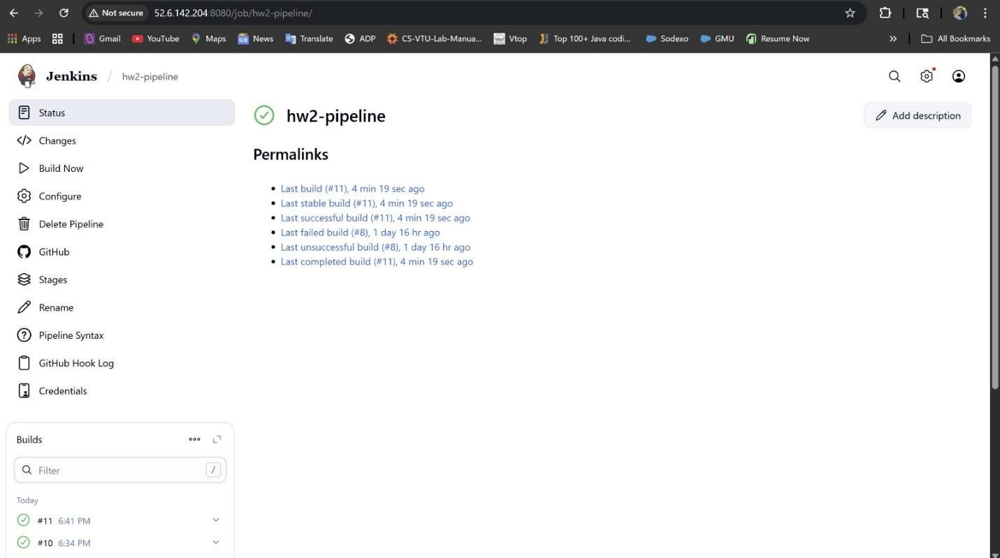 Not secure 52.6.142.204:8080/job/hw2-pipeline/
Apps Gmail YouTube Maps News Translate ADP CS-VTU-Lab-Manua... Vtop Top 100+ Java codi... Sodexo GMU Resume Now » All Bookmarks
Jenkins / hw2-pipeline
Status
Changes
Build Now
Configure
Delete Pipeline
GitHub
Stages
Rename
Pipeline Syntax
GitHub Hook Log
Credentials
Builds
Filter /
Today
#11 6:41 PM
#10 6:34 PM
hw2-pipeline
Add description
Permalinks
Last build (#11), 4 min 19 sec ago
Last stable build (#11), 4 min 19 sec ago
Last successful build (#11), 4 min 19 sec ago
Last failed build (#8), 1 day 16 hr ago
Last unsuccessful build (#8), 1 day 16 hr ago
Last completed build (#11), 4 min 19 sec ago